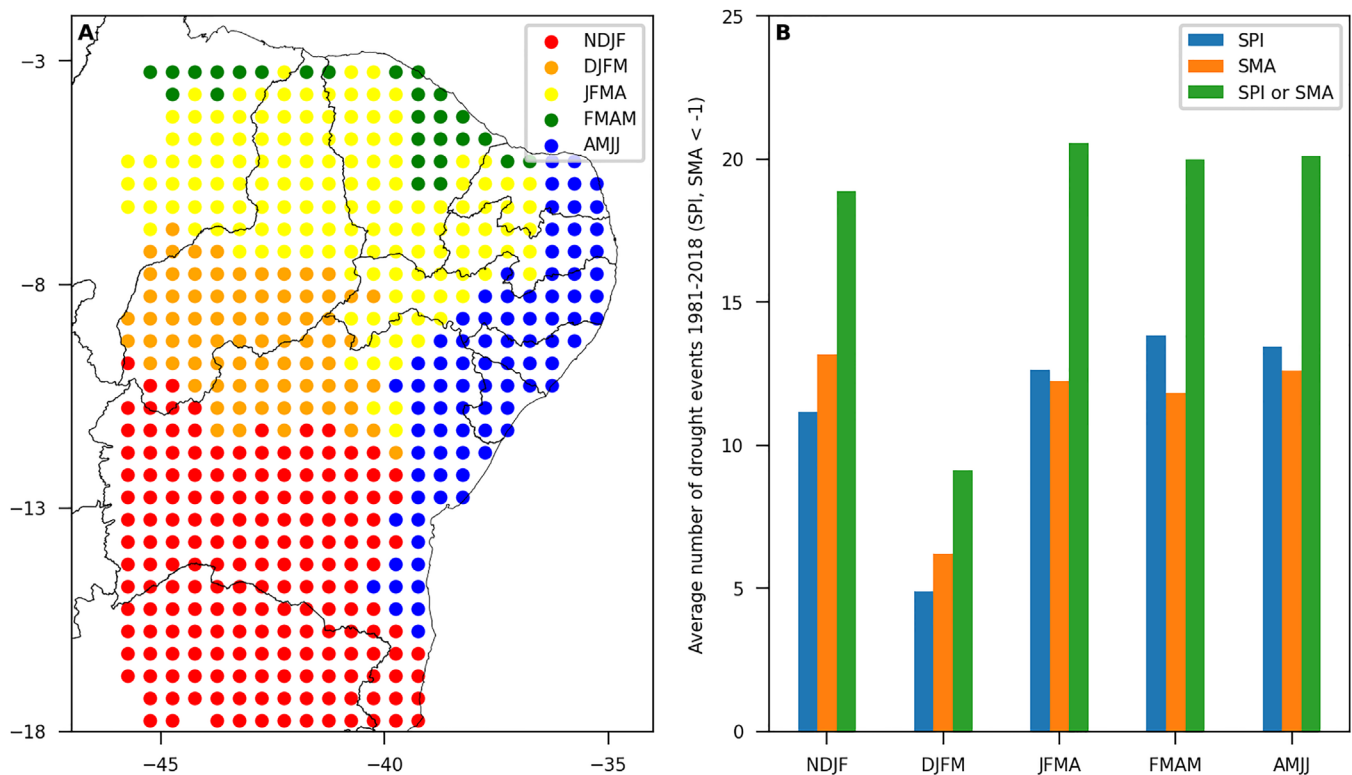 A
NDJF
DJFM
JFMA
FMAM
AMJJ
−3
−8
−13
−18
−45
−40
−35
B
SPI
SMA
SPI or SMA
Average number of drought events 1981-2018 (SPI, SMA < -1)
25
20
15
10
5
0
NDJF
DJFM
JFMA
FMAM
AMJJ